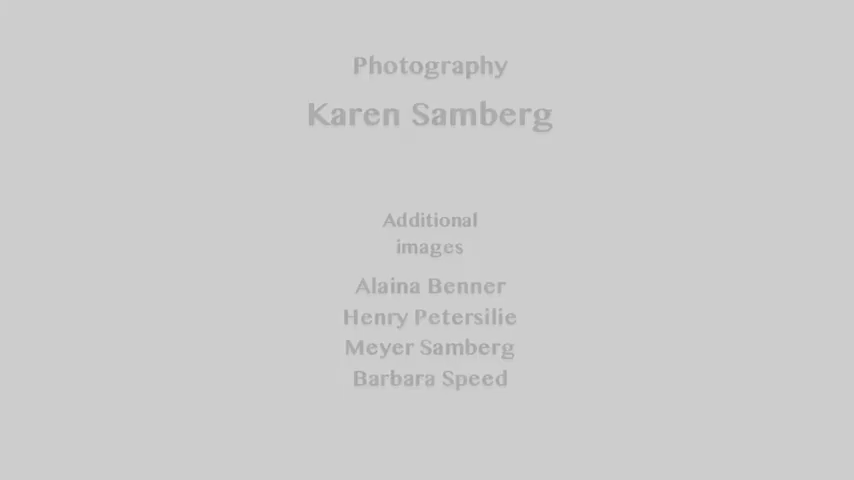 Photography
Karen Samberg
Additional
images
Alaina Benner
Henry Petersilie
Meyer Samberg
Barbara Speed